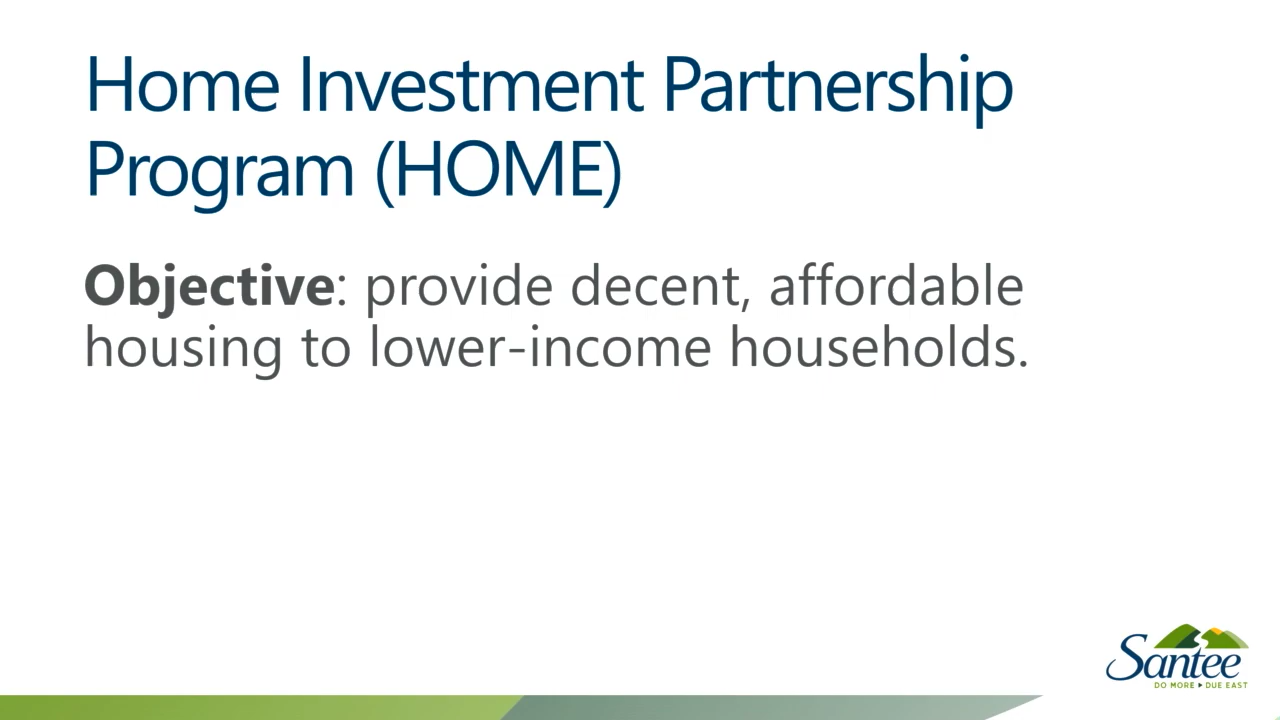 Home Investment Partnership
Program (HOME)
Objective: provide decent, affordable
housing to lower-income households.
Santee
DO MORE ▸ DUE EAST